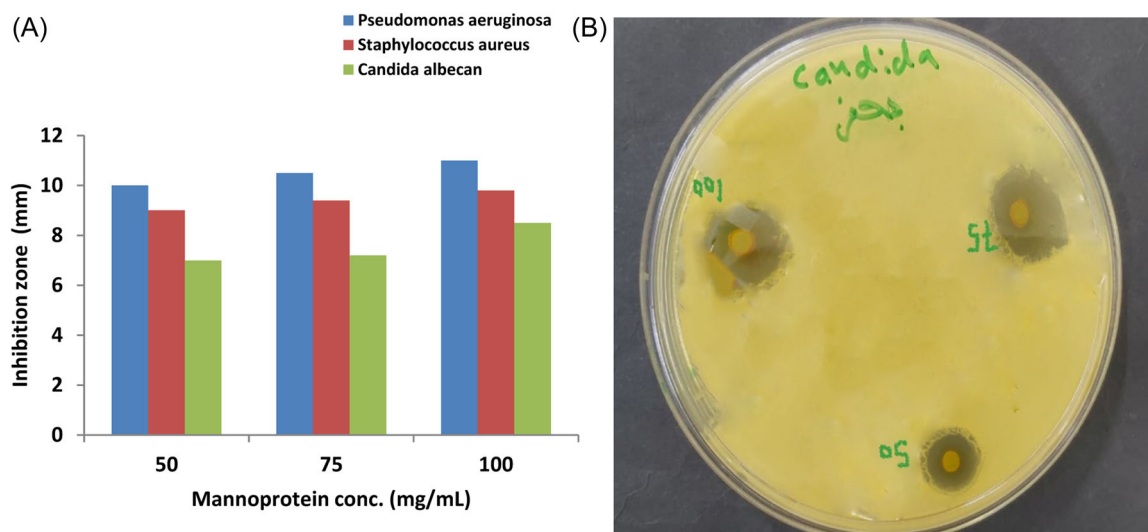 (A)
Pseudomonas aeruginosa
Staphylococcus aureus
Candida albecan
Inhibition zone (mm)
12
10
8
6
4
2
0
50
75
100
Mannoprotein conc. (mg/mL)
(B)
candida
100
75
50